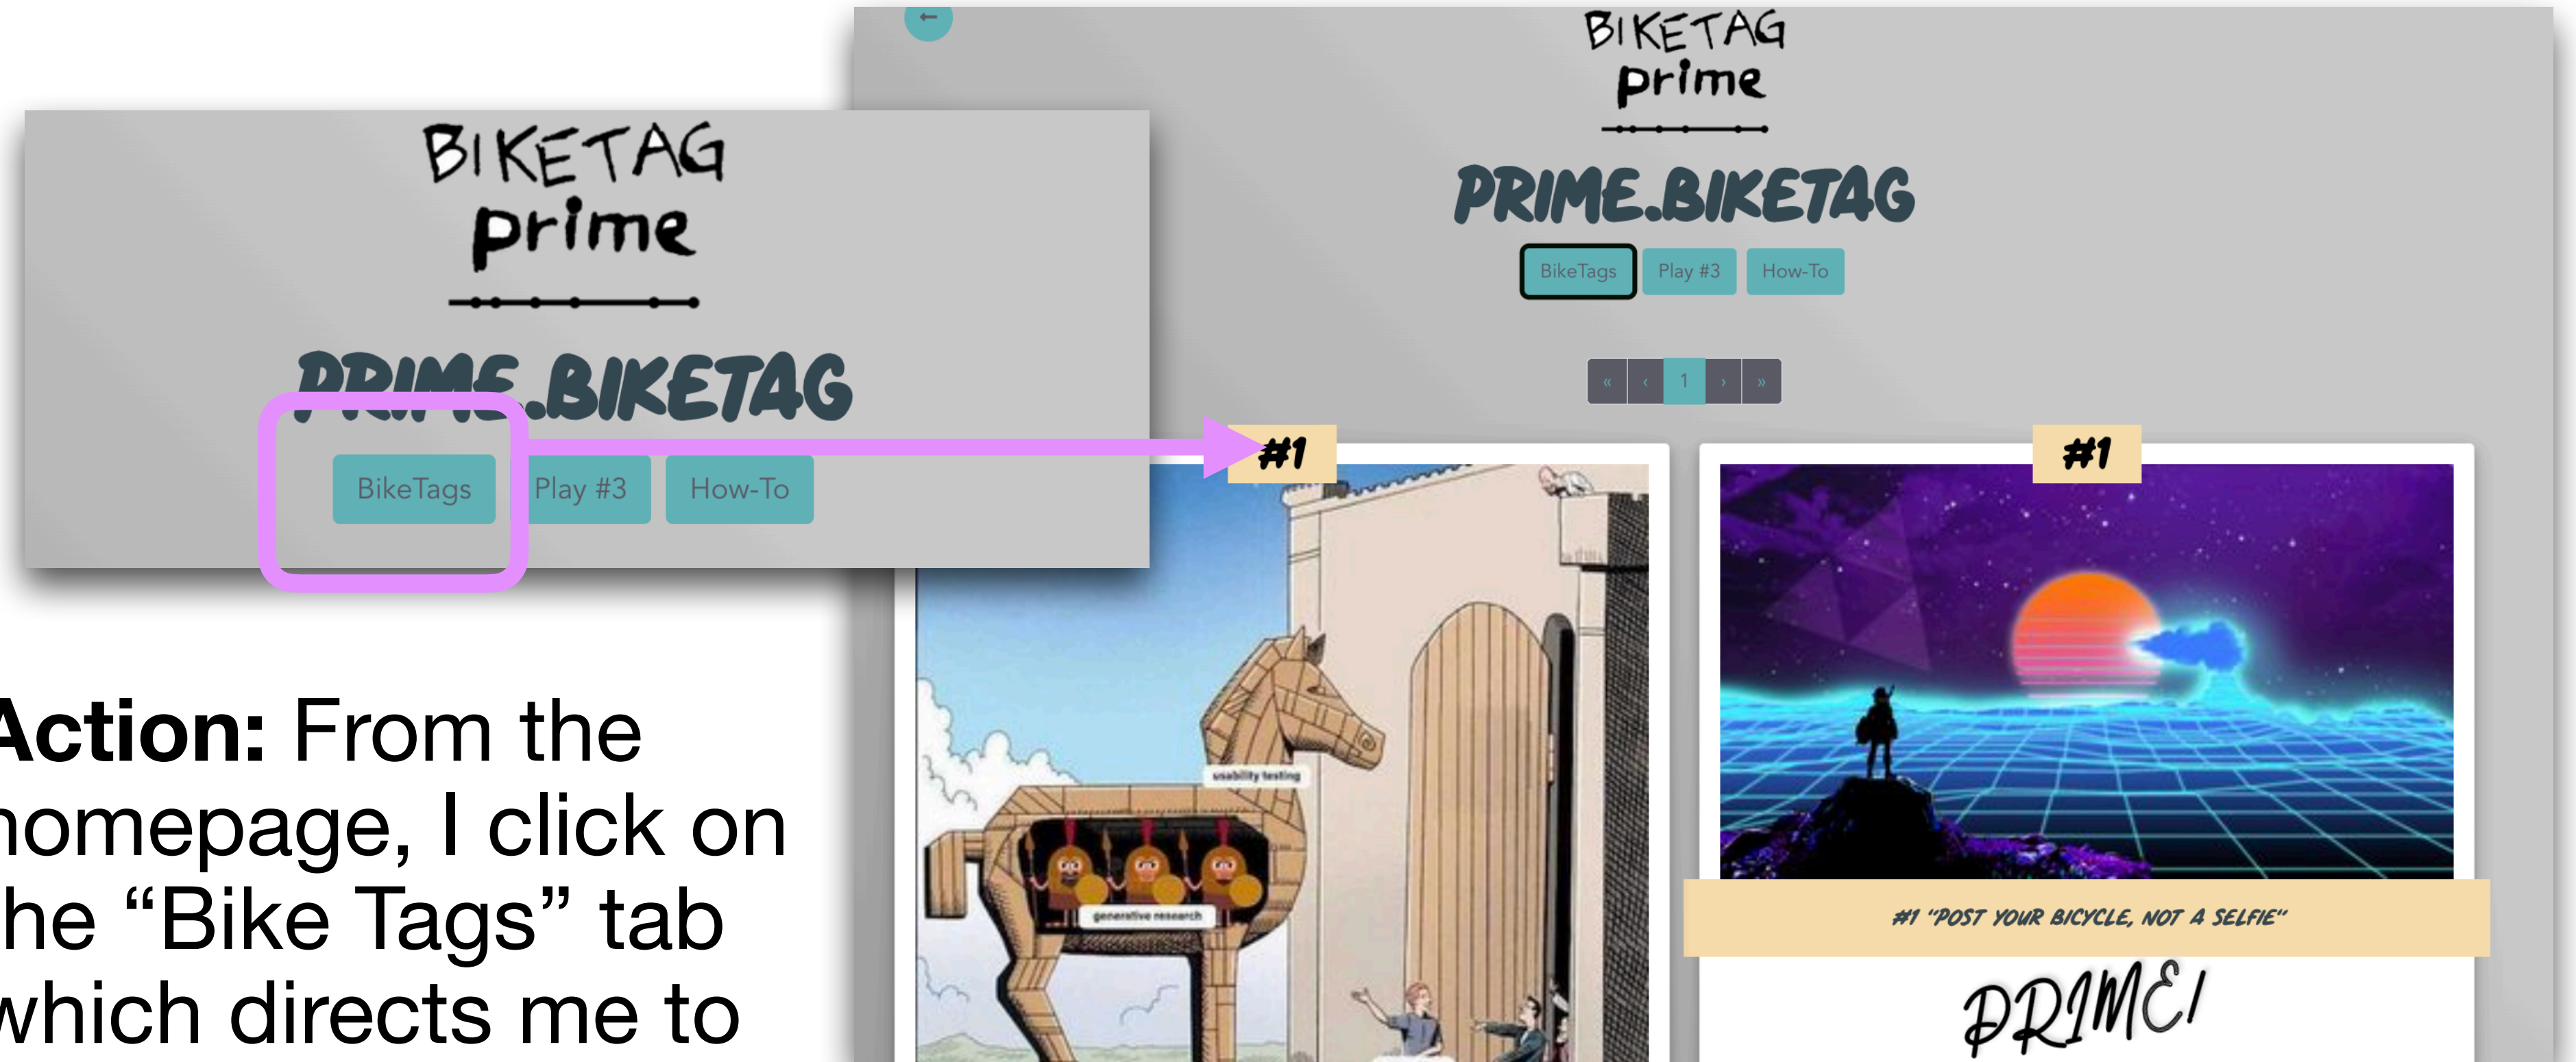 BIKETAG
prime
PRIME.BIKETAG
BikeTags Play #3 How-To
Action: From the
homepage, I click on
the “Bike Tags” tab
which directs me to
BIKETAG
prime
PRIME.BIKETAG
BikeTags Play #3 How-To
« ‹ 1 › »
#1
usability testing
generative research
#1
#1 "POST YOUR BICYCLE, NOT A SELFIE"
PRIME!